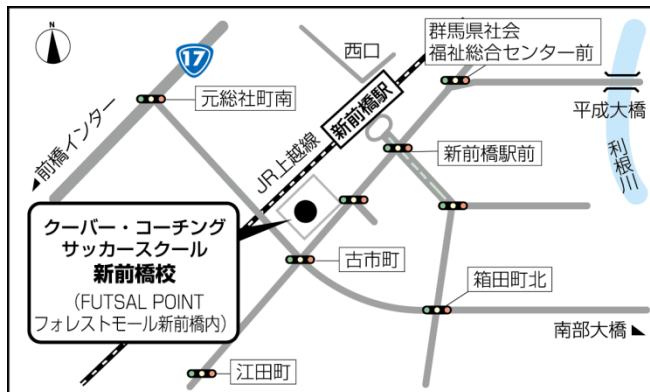 N
17
西口
群馬県社会
福祉総合センター前
元総社町南
新前橋駅
平成大橋
前橋インター
JR上越線
新前橋駅前
利根川
クーバー・コーチング
サッカースクール
新前橋校
(FUTSAL POINT
フォレストモール新前橋内)
古市町
箱田町北
南部大橋
江田町